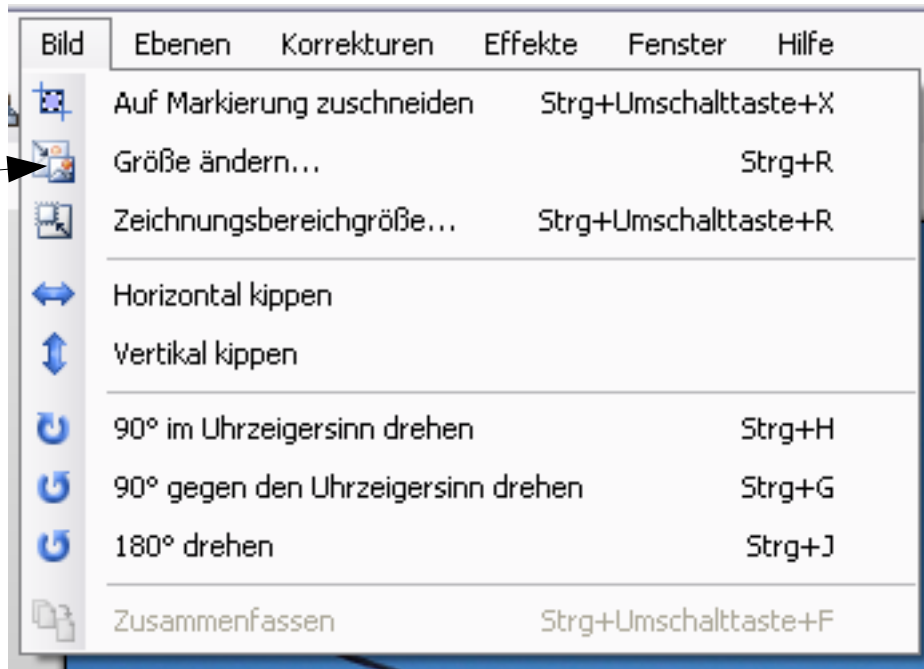 Bild Ebenen Korrekturen Effekte Fenster Hilfe
Auf Markierung zuschneiden Strg+Umschalttaste+X
Größe ändern... Strg+R
Zeichnungsbereichgröße... Strg+Umschalttaste+R
Horizontal kippen
Vertikal kippen
90° im Uhrzeigersinn drehen Strg+H
90° gegen den Uhrzeigersinn drehen Strg+G
180° drehen Strg+J
Zusammenfassen Strg+Umschalttaste+F